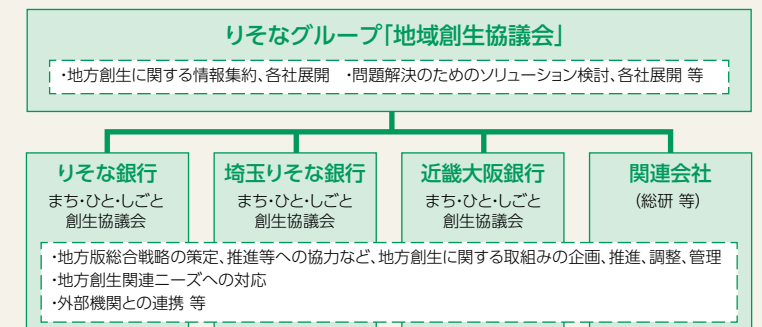 りそなグループ「地域創生協議会」
・地方創生に関する情報集約、各社展開 ・問題解決のためのソリューション検討、各社展開 等
りそな銀行
まち・ひと・しごと
創生協議会
埼玉りそな銀行
まち・ひと・しごと
創生協議会
近畿大阪銀行
まち・ひと・しごと
創生協議会
関連会社
(総研 等)
・地方版総合戦略の策定、推進等への協力など、地方創生に関する取組みの企画、推進、調整、管理
・地方創生関連ニーズへの対応
・外部機関との連携 等